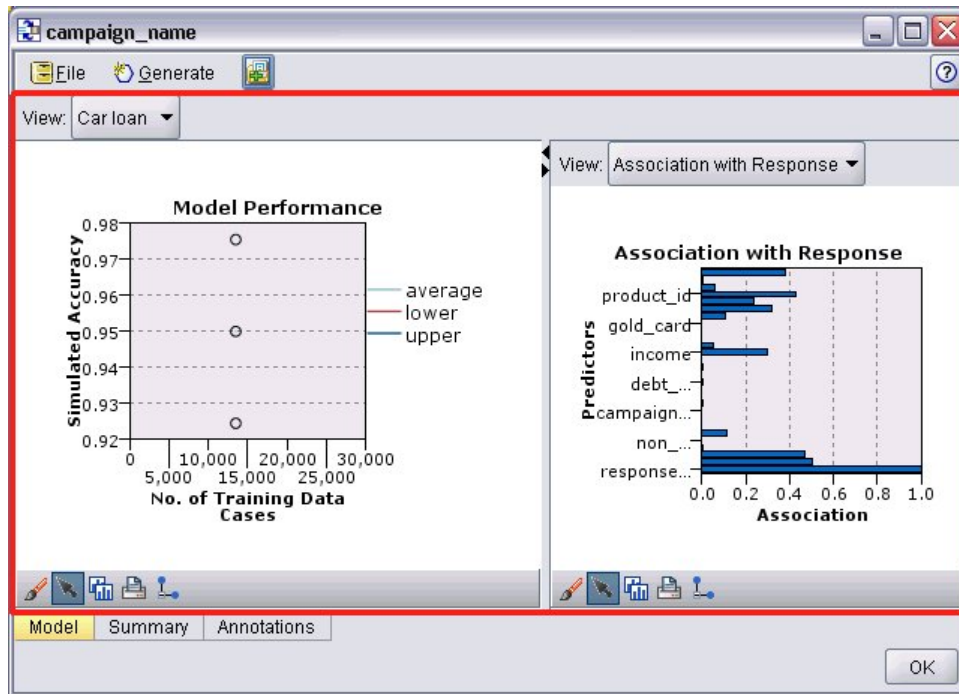 campaign_name
File Generate
View: Car loan
View: Association with Response
Model Performance
0.98
0.97
0.96
0.95
0.94
0.93
0.92
Simulated Accuracy
0 10,000 20,000 30,000
5,000 15,000 25,000
No. of Training Data
Cases
average
lower
upper
Association with Response
Predictors
product_id
gold_card
income
debt_...
campaign...
non_...
response...
0.0 0.2 0.4 0.6 0.8 1.0
Association
Model Summary Annotations
OK